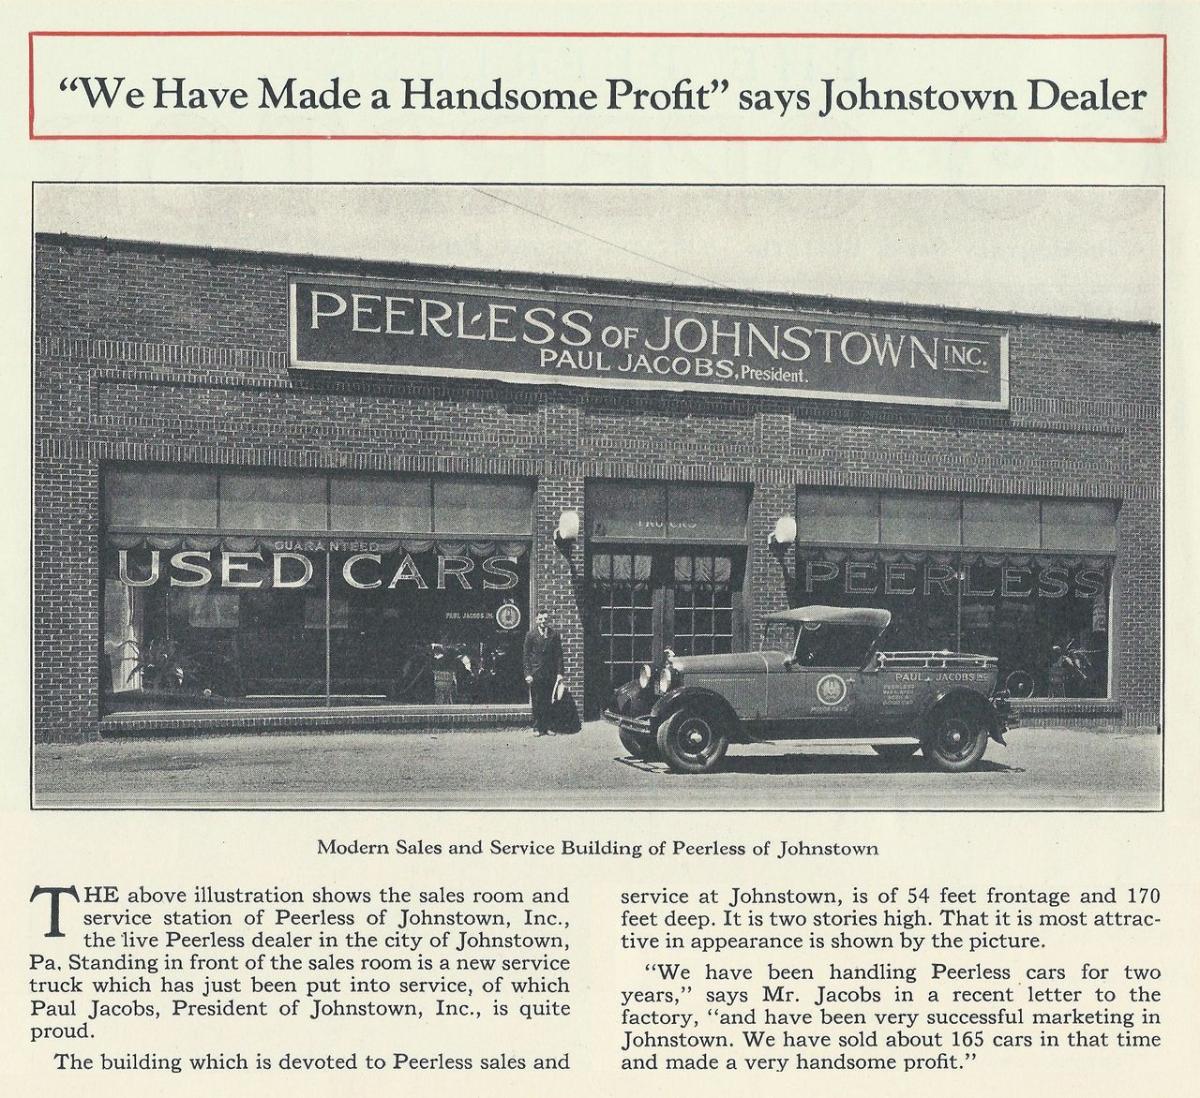 “We Have Made a Handsome Profit” says Johnstown Dealer
PEERLESS OF JOHNSTOWN INC.
PAUL JACOBS, President.
TRUCKS
GUARANTEED
USED CARS
PEERLESS
PAUL JACOBS INC
PAUL JACOBS INC
MOTOR CARS
Modern Sales and Service Building of Peerless of Johnstown
THE above illustration shows the sales room and
service station of Peerless of Johnstown, Inc.,
the live Peerless dealer in the city of Johnstown,
Pa. Standing in front of the sales room is a new service
truck which has just been put into service, of which
Paul Jacobs, President of Johnstown, Inc., is quite
proud.
The building which is devoted to Peerless sales and
service at Johnstown, is of 54 feet frontage and 170
feet deep. It is two stories high. That it is most attrac-
tive in appearance is shown by the picture.
“We have been handling Peerless cars for two
years,” says Mr. Jacobs in a recent letter to the
factory, “and have been very successful marketing in
Johnstown. We have sold about 165 cars in that time
and made a very handsome profit.”